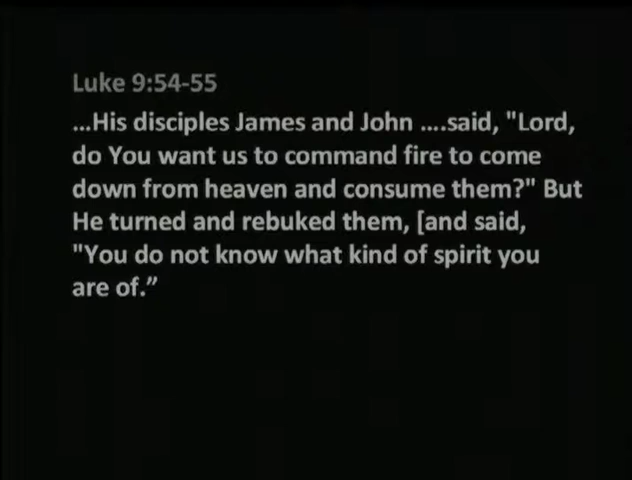 Luke 9:54-55
...His disciples James and John ....said, "Lord,
do You want us to command fire to come
down from heaven and consume them?" But
He turned and rebuked them, [and said,
"You do not know what kind of spirit you
are of.”